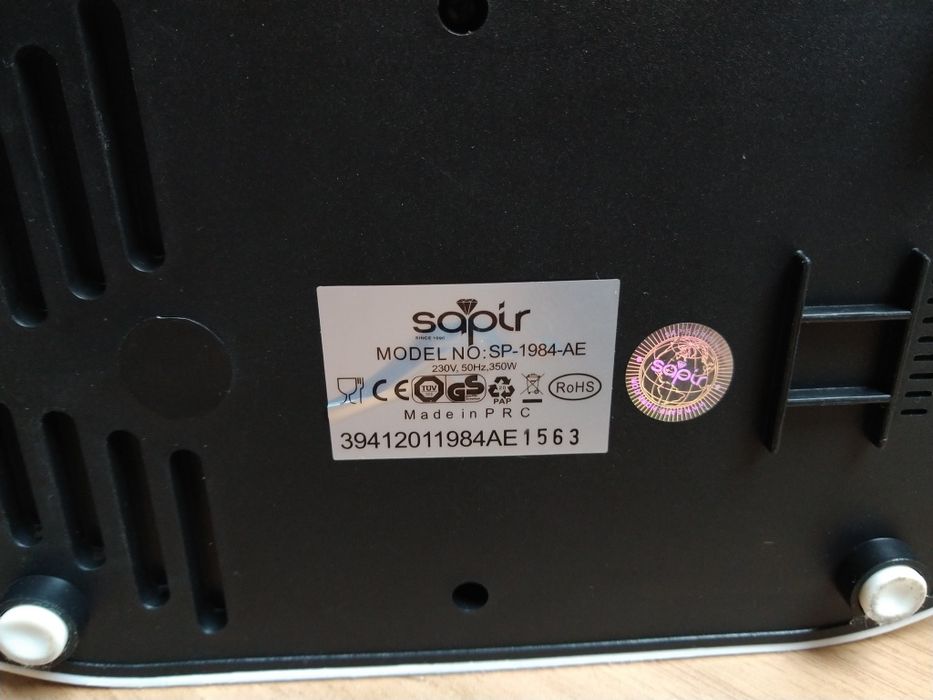 sapir
SINCE 1990
MODEL NO:SP-1984-AE
230V, 50Hz,350W
CE TÜV GS PAP RoHS
Made in PRC
39412011984AE1563
sapir